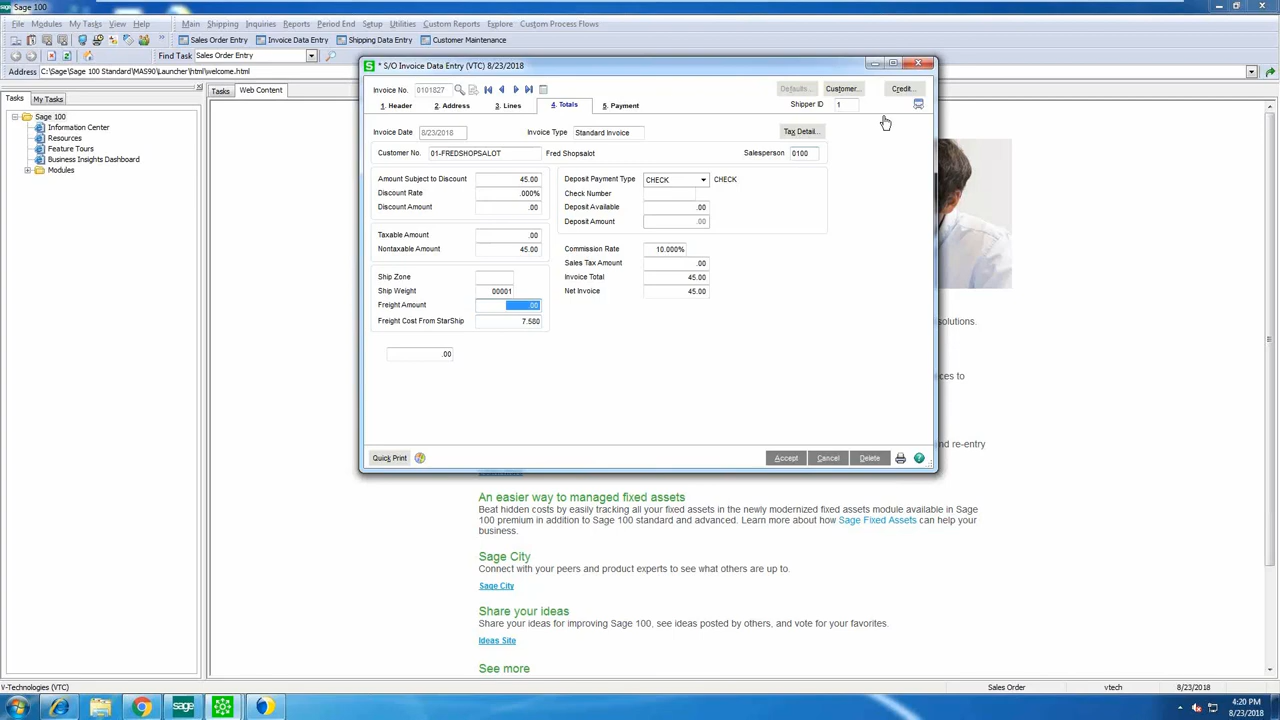 Sage 100
File Modules My Tasks View Help Main Shipping Inquiries Reports Period End Setup Utilities Custom Reports Explore Custom Process Flows
Sales Order Entry Invoice Data Entry Shipping Data Entry Customer Maintenance
Find Task Sales Order Entry
Address C:\Sage\Sage 100 Standard\MAS90\Launcher\html\welcome.html
Tasks My Tasks
Tasks Web Content
Sage 100
Information Center
Resources
Feature Tours
Business Insights Dashboard
Modules
* S/O Invoice Data Entry (VTC) 8/23/2018
Invoice No. 0101827 Defaults... Customer... Credit...
1. Header 2. Address 3. Lines 4. Totals 5. Payment Shipper ID 1
Invoice Date 8/23/2018 Invoice Type Standard Invoice Tax Detail...
Customer No. 01-FREDSHOPSALOT Fred Shopsalot Salesperson 0100
Amount Subject to Discount 45.00 Deposit Payment Type CHECK CHECK
Discount Rate .000% Check Number
Discount Amount .00 Deposit Available .00
Deposit Amount .00
Taxable Amount .00
Nontaxable Amount 45.00 Commission Rate 10.000%
Sales Tax Amount .00
Ship Zone Invoice Total 45.00
Ship Weight 00001 Net Invoice 45.00
Freight Amount .00
Freight Cost From StarShip 7.580
.00
Quick Print Accept Cancel Delete
solutions.
ices to
nd re-entry
An easier way to managed fixed assets
Beat hidden costs by easily tracking all your fixed assets in the newly modernized fixed assets module available in Sage
100 premium in addition to Sage 100 standard and advanced. Learn more about how Sage Fixed Assets can help your
business.
Sage City
Connect with your peers and product experts to see what others are up to.
Sage City
Share your ideas
Share your ideas for improving Sage 100, see ideas posted by others, and vote for your favorites.
Ideas Site
See more
V-Technologies (VTC) Sales Order vtech 8/23/2018
4:20 PM
8/23/2018